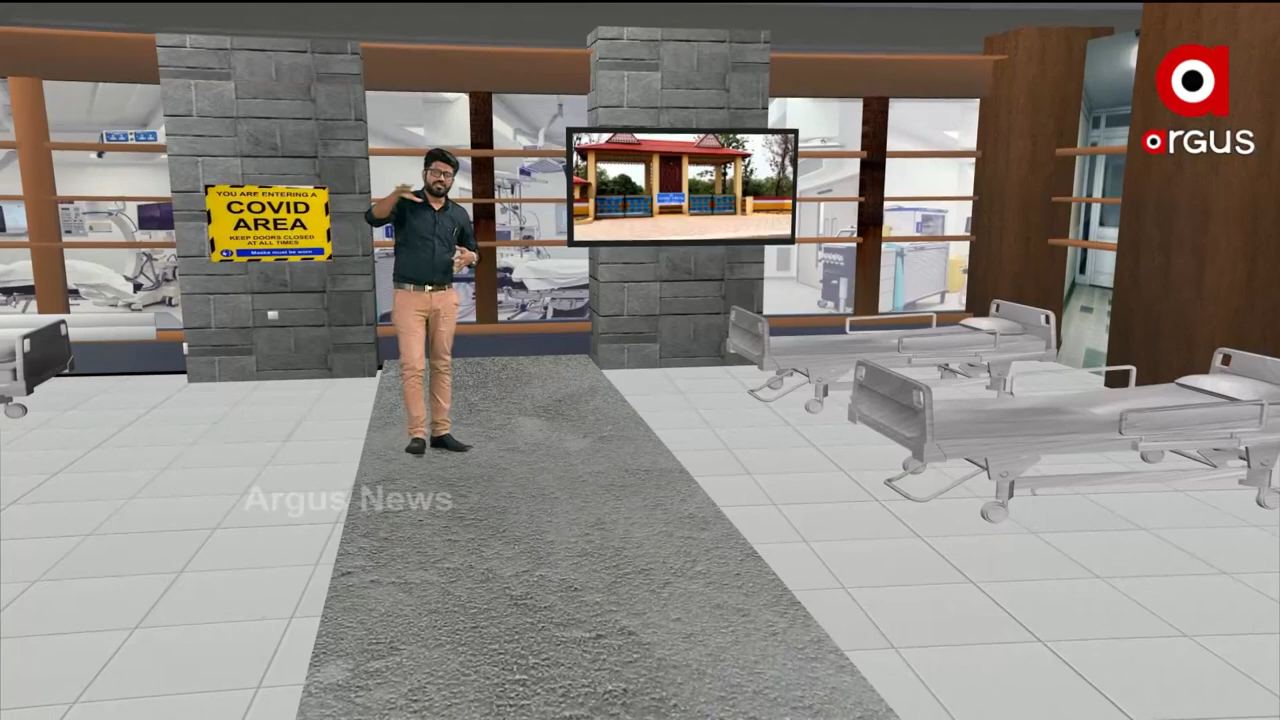 YOU ARE ENTERING A
COVID
AREA
KEEP DOORS CLOSED
AT ALL TIMES
Masks must be worn
argus
Argus News